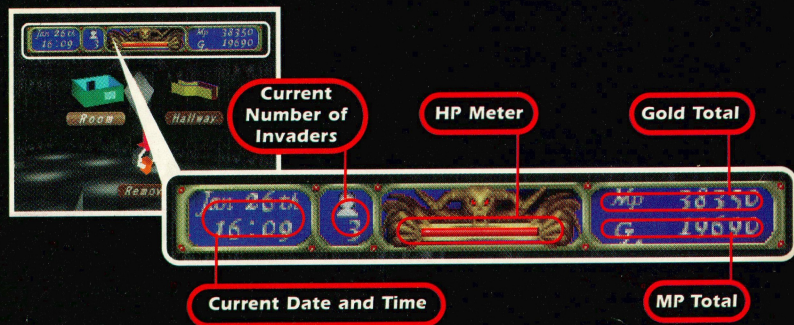 Jan 26th
16:09
3
Mp 38350
G 19690
Room
Hallway
Remov
Current
Number of
Invaders
HP Meter
Gold Total
Jan 26th
16:09
3
Mp 38350
G 19690
Current Date and Time
MP Total